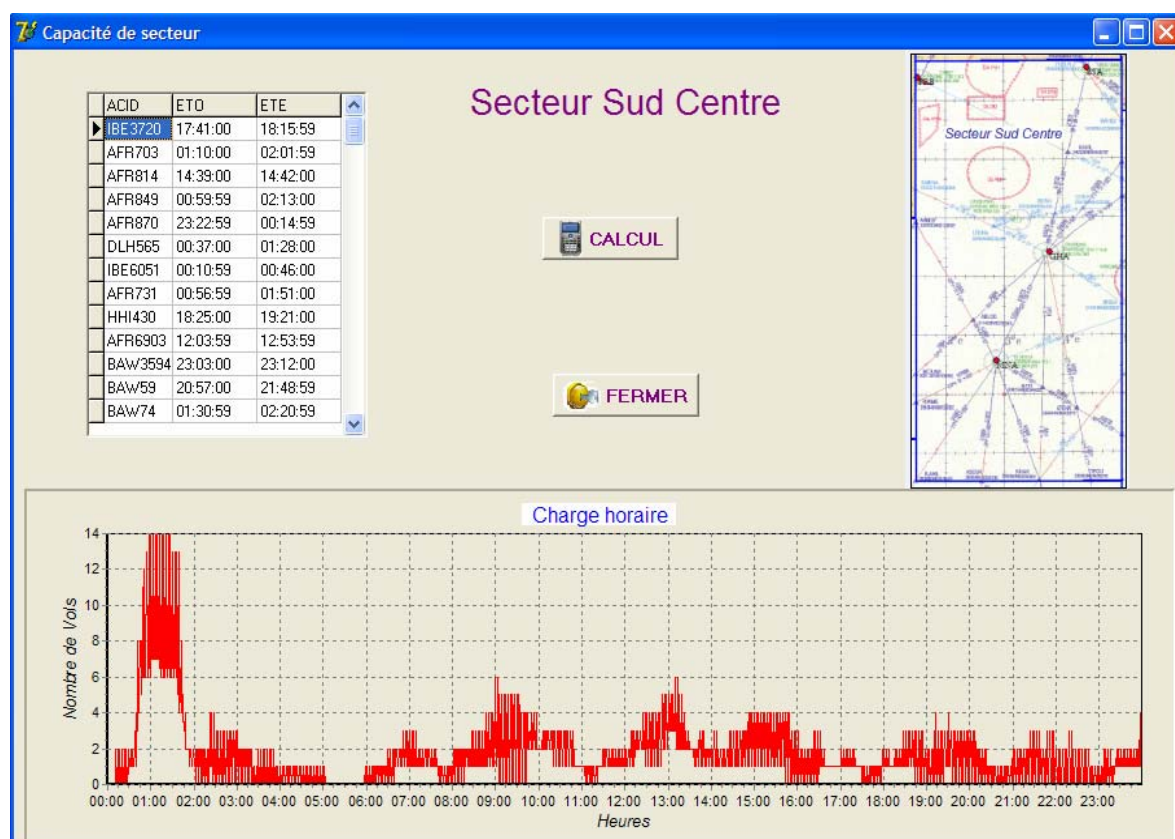 Capacité de secteur
ACID ETO ETE
IBE3720 17:41:00 18:15:59
AFR703 01:10:00 02:01:59
AFR814 14:39:00 14:42:00
AFR849 00:59:59 02:13:00
AFR870 23:22:59 00:14:59
DLH565 00:37:00 01:28:00
IBE6051 00:10:59 00:46:00
AFR731 00:56:59 01:51:00
HHI430 18:25:00 19:21:00
AFR6903 12:03:59 12:53:59
BAW3594 23:03:00 23:12:00
BAW59 20:57:00 21:48:59
BAW74 01:30:59 02:20:59
Secteur Sud Centre
CALCUL
FERMER
Secteur Sud Centre
GHA
Charge horaire
Nombre de Vols
14
12
10
8
6
4
2
0
00:00 01:00 02:00 03:00 04:00 05:00 06:00 07:00 08:00 09:00 10:00 11:00 12:00 13:00 14:00 15:00 16:00 17:00 18:00 19:00 20:00 21:00 22:00 23:00
Heures